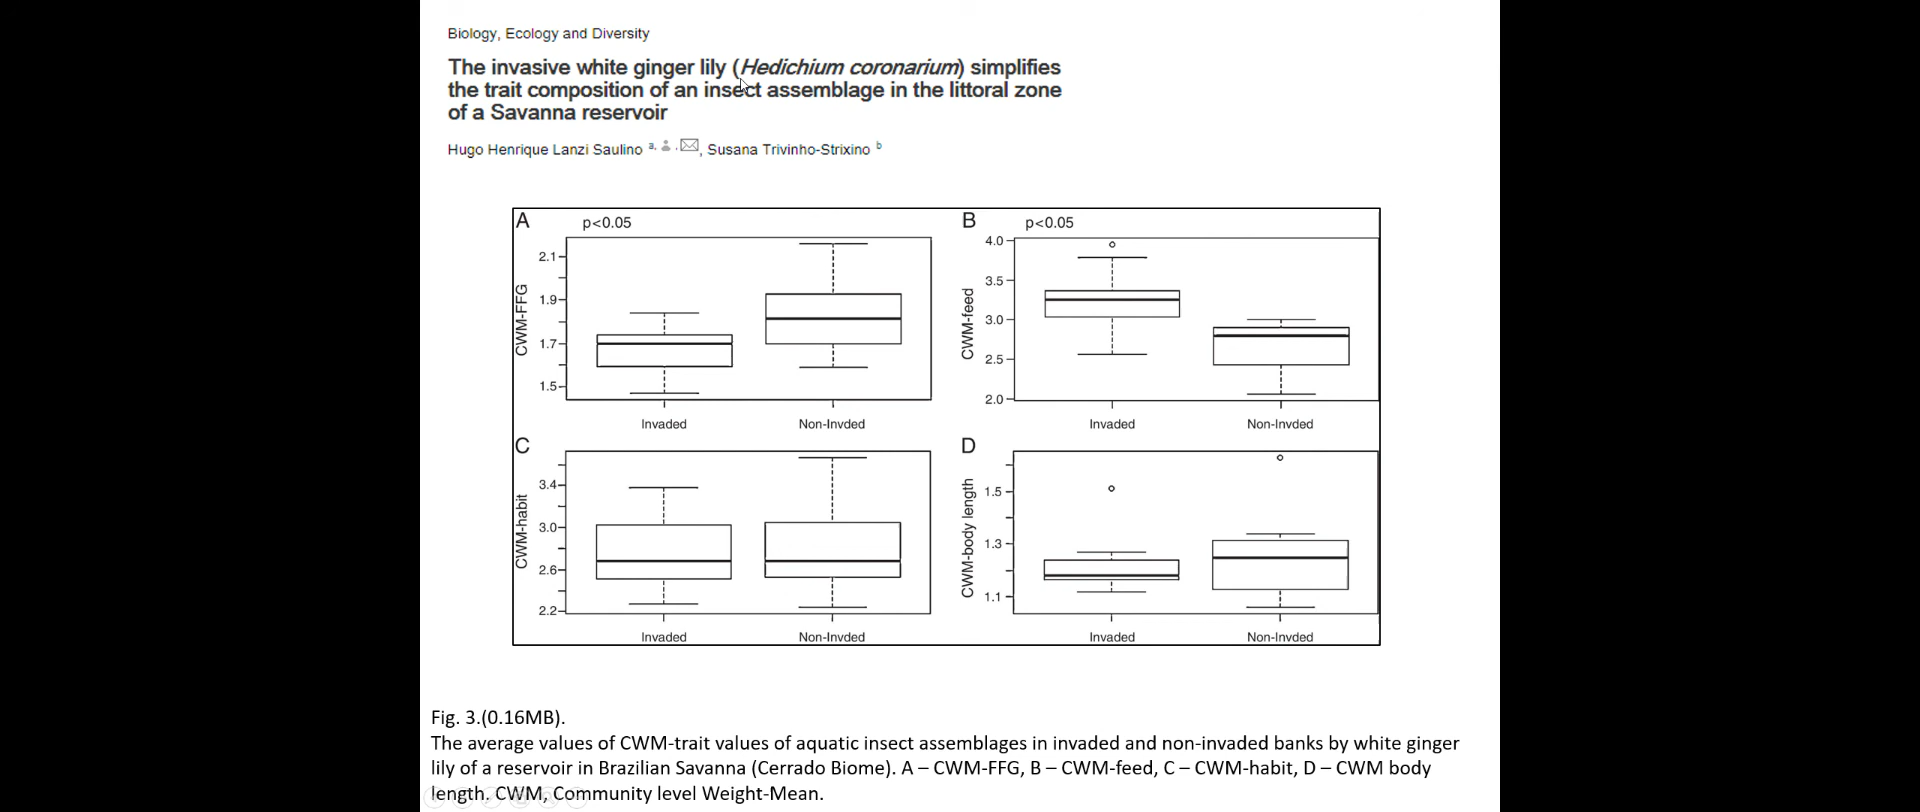 Biology, Ecology and Diversity
The invasive white ginger lily (Hedichium coronarium) simplifies
the trait composition of an insect assemblage in the littoral zone
of a Savanna reservoir
Hugo Henrique Lanzi Saulino a, , , Susana Trivinho-Strixino b
A p<0.05
CWM-FFG
2.1
1.9
1.7
1.5
Invaded Non-Invded
B p<0.05
CWM-feed
4.0
3.5
3.0
2.5
2.0
Invaded Non-Invded
C
CWM-habit
3.4
3.0
2.6
2.2
Invaded Non-Invded
D
CWM-body length
1.5
1.3
1.1
Invaded Non-Invded
Fig. 3.(0.16MB).
The average values of CWM-trait values of aquatic insect assemblages in invaded and non-invaded banks by white ginger
lily of a reservoir in Brazilian Savanna (Cerrado Biome). A – CWM-FFG, B – CWM-feed, C – CWM-habit, D – CWM body
length. CWM, Community level Weight-Mean.